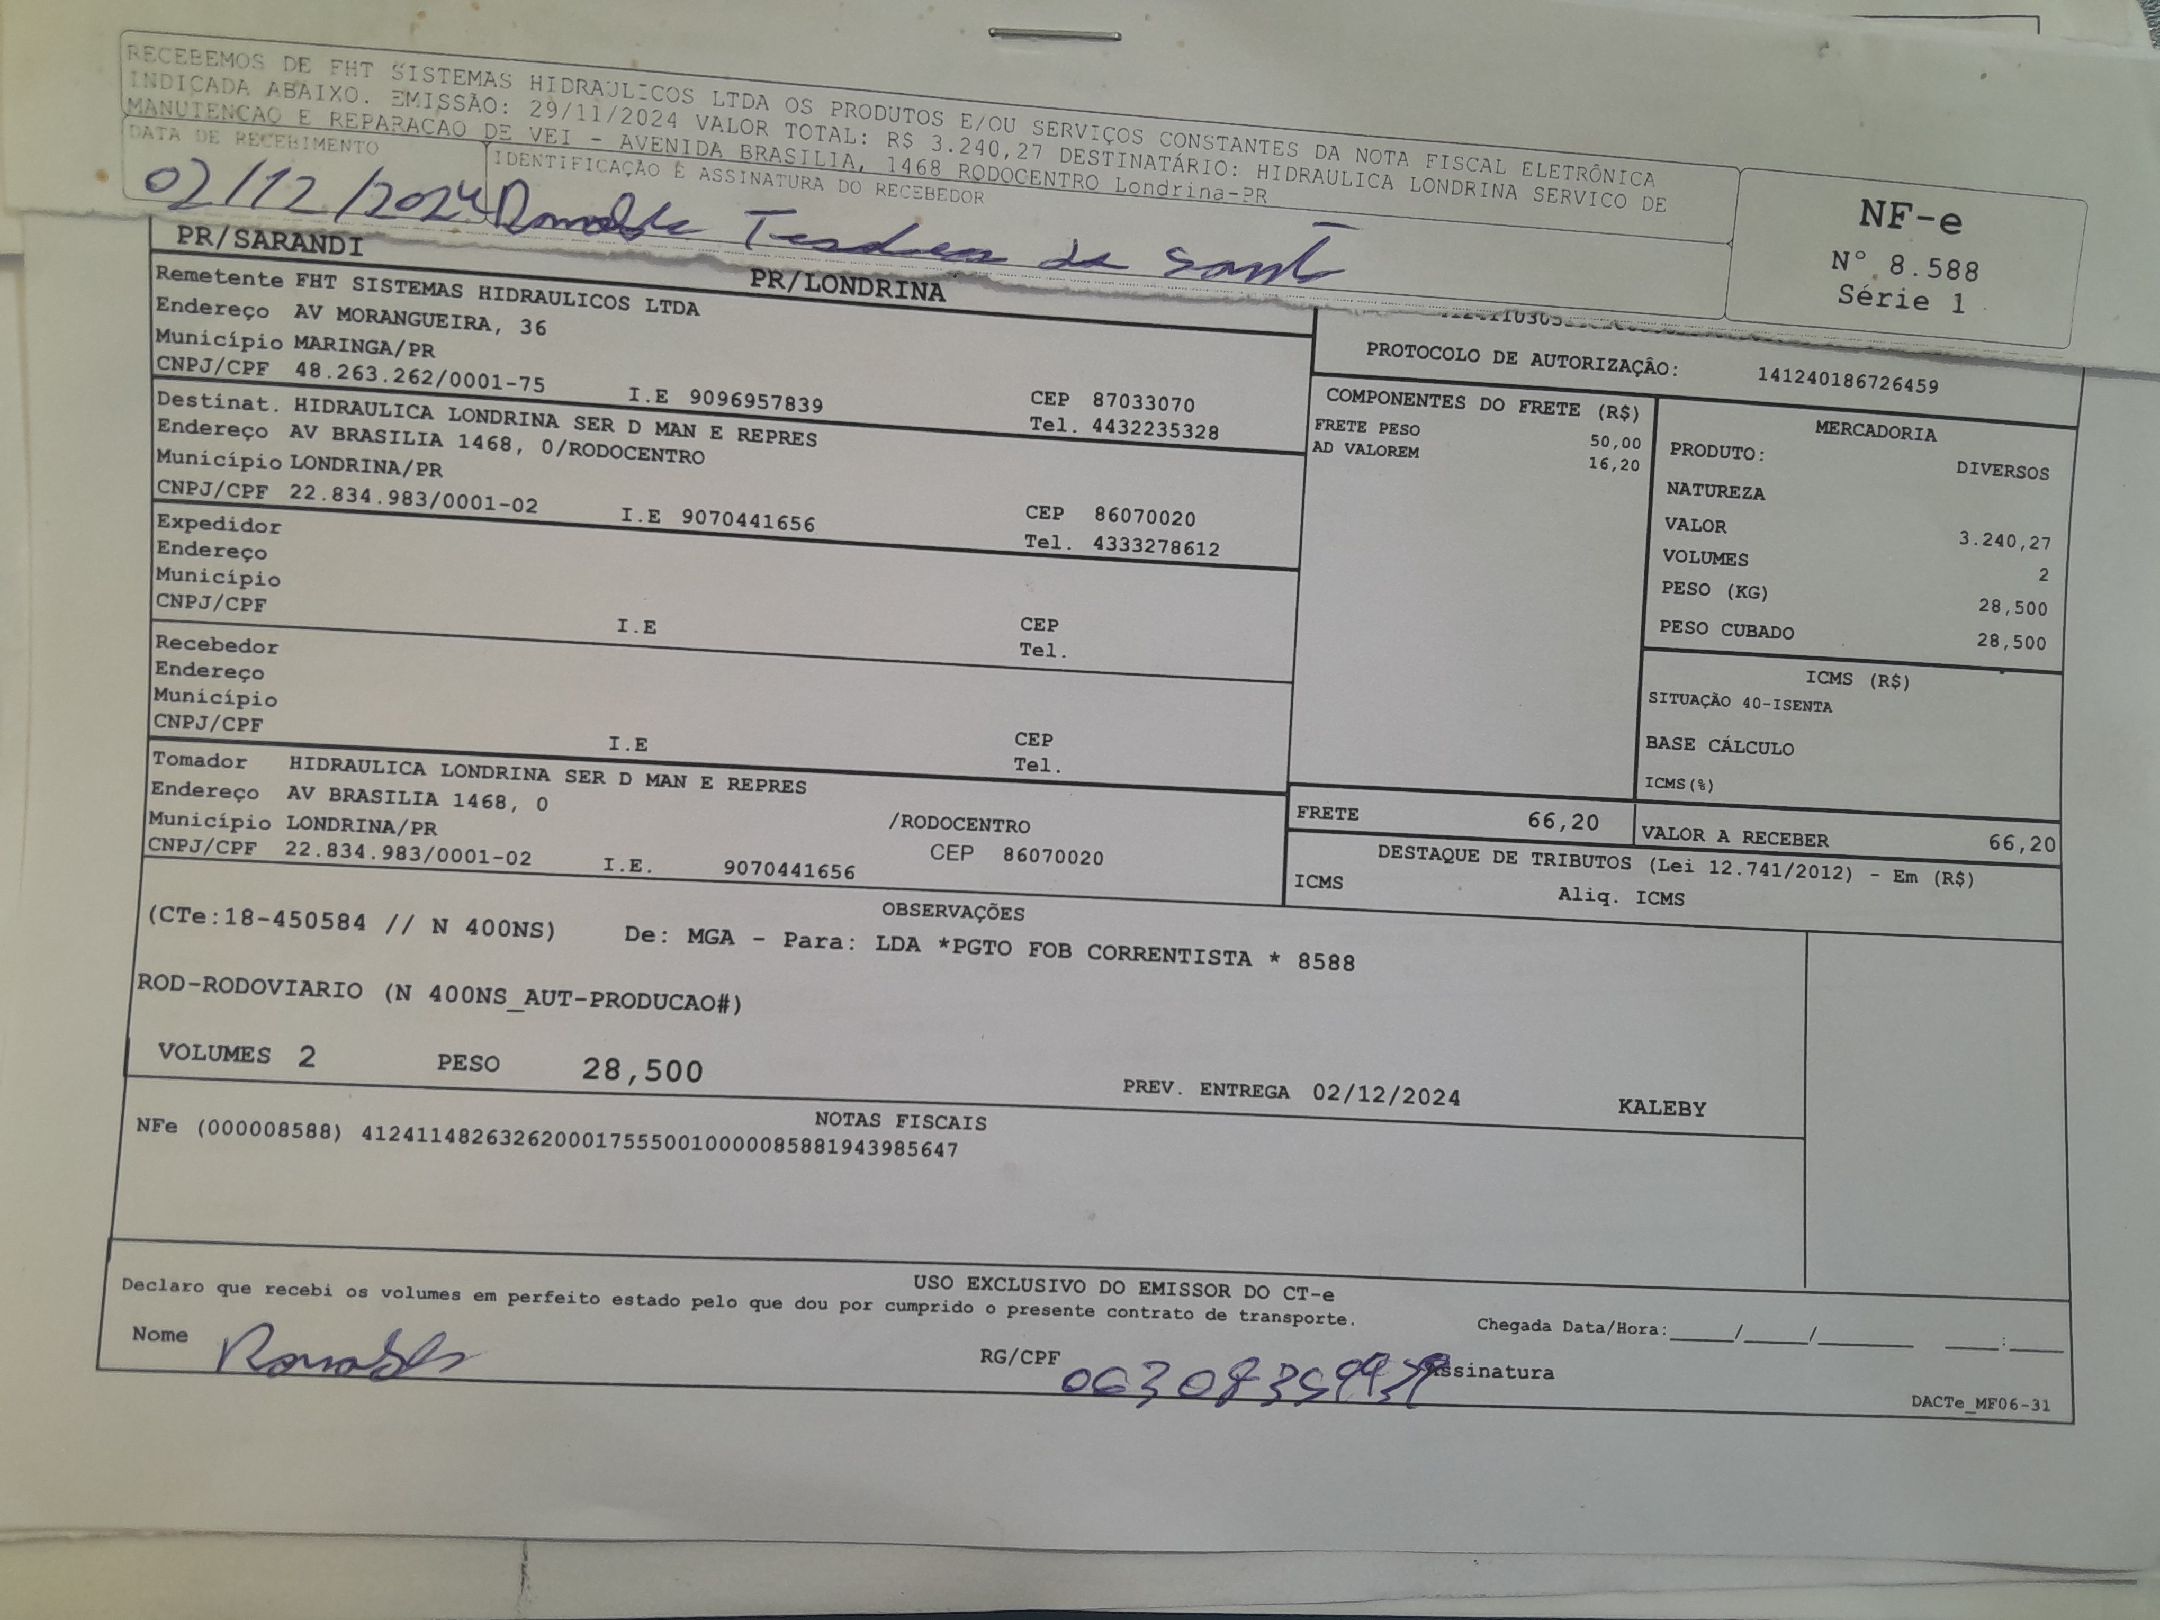 RECEBEMOS DE FHT SISTEMAS HIDRAULICOS LTDA OS PRODUTOS E/OU SERVIÇOS CONSTANTES DA NOTA FISCAL ELETRÔNICA
INDICADA ABAIXO. EMISSÃO: 29/11/2024 VALOR TOTAL: R$ 3.240,27 DESTINATÁRIO: HIDRAULICA LONDRINA SERVICO DE
MANUTENCAO E REPARACAO DE VEI - AVENIDA BRASILIA, 1468 RODOCENTRO Londrina-PR
DATA DE RECEBIMENTO
IDENTIFICAÇÃO E ASSINATURA DO RECEBEDOR
02/12/2024
NF-e
Nº 8.588
Série 1
PR/SARANDI
PR/LONDRINA
Remetente FHT SISTEMAS HIDRAULICOS LTDA
Endereço AV MORANGUEIRA, 36
Município MARINGA/PR
CNPJ/CPF 48.263.262/0001-75 I.E 9096957839 CEP 87033070
Tel. 4432235328
Destinat. HIDRAULICA LONDRINA SER D MAN E REPRES
Endereço AV BRASILIA 1468, 0/RODOCENTRO
Município LONDRINA/PR
CNPJ/CPF 22.834.983/0001-02 I.E 9070441656 CEP 86070020
Tel. 4333278612
Expedidor
Endereço
Município
CNPJ/CPF
I.E CEP
Tel.
Recebedor
Endereço
Município
CNPJ/CPF
I.E CEP
Tel.
Tomador HIDRAULICA LONDRINA SER D MAN E REPRES
Endereço AV BRASILIA 1468, 0 /RODOCENTRO
Município LONDRINA/PR CEP 86070020
CNPJ/CPF 22.834.983/0001-02 I.E. 9070441656
PROTOCOLO DE AUTORIZAÇÂO: 141240186726459
COMPONENTES DO FRETE (R$)
FRETE PESO 50,00
AD VALOREM 16,20
MERCADORIA
PRODUTO: DIVERSOS
NATUREZA
VALOR 3.240,27
VOLUMES 2
PESO (KG) 28,500
PESO CUBADO 28,500
ICMS (R$)
SITUAÇÃO 40-ISENTA
BASE CÁLCULO
ICMS(%)
FRETE 66,20
VALOR A RECEBER 66,20
DESTAQUE DE TRIBUTOS (Lei 12.741/2012) - Em (R$)
ICMS Aliq. ICMS
OBSERVAÇÕES
(CTe:18-450584 // N 400NS) De: MGA - Para: LDA *PGTO FOB CORRENTISTA * 8588
ROD-RODOVIARIO (N 400NS_AUT-PRODUCAO#)
VOLUMES 2 PESO 28,500 PREV. ENTREGA 02/12/2024 KALEBY
NOTAS FISCAIS
NFe (000008588) 41241148263262000175550010000085881943985647
USO EXCLUSIVO DO EMISSOR DO CT-e
Declaro que recebi os volumes em perfeito estado pelo que dou por cumprido o presente contrato de transporte.
Chegada Data/Hora:_____/_____/________ ____:____
Nome
RG/CPF
Assinatura
DACTe_MF06-31